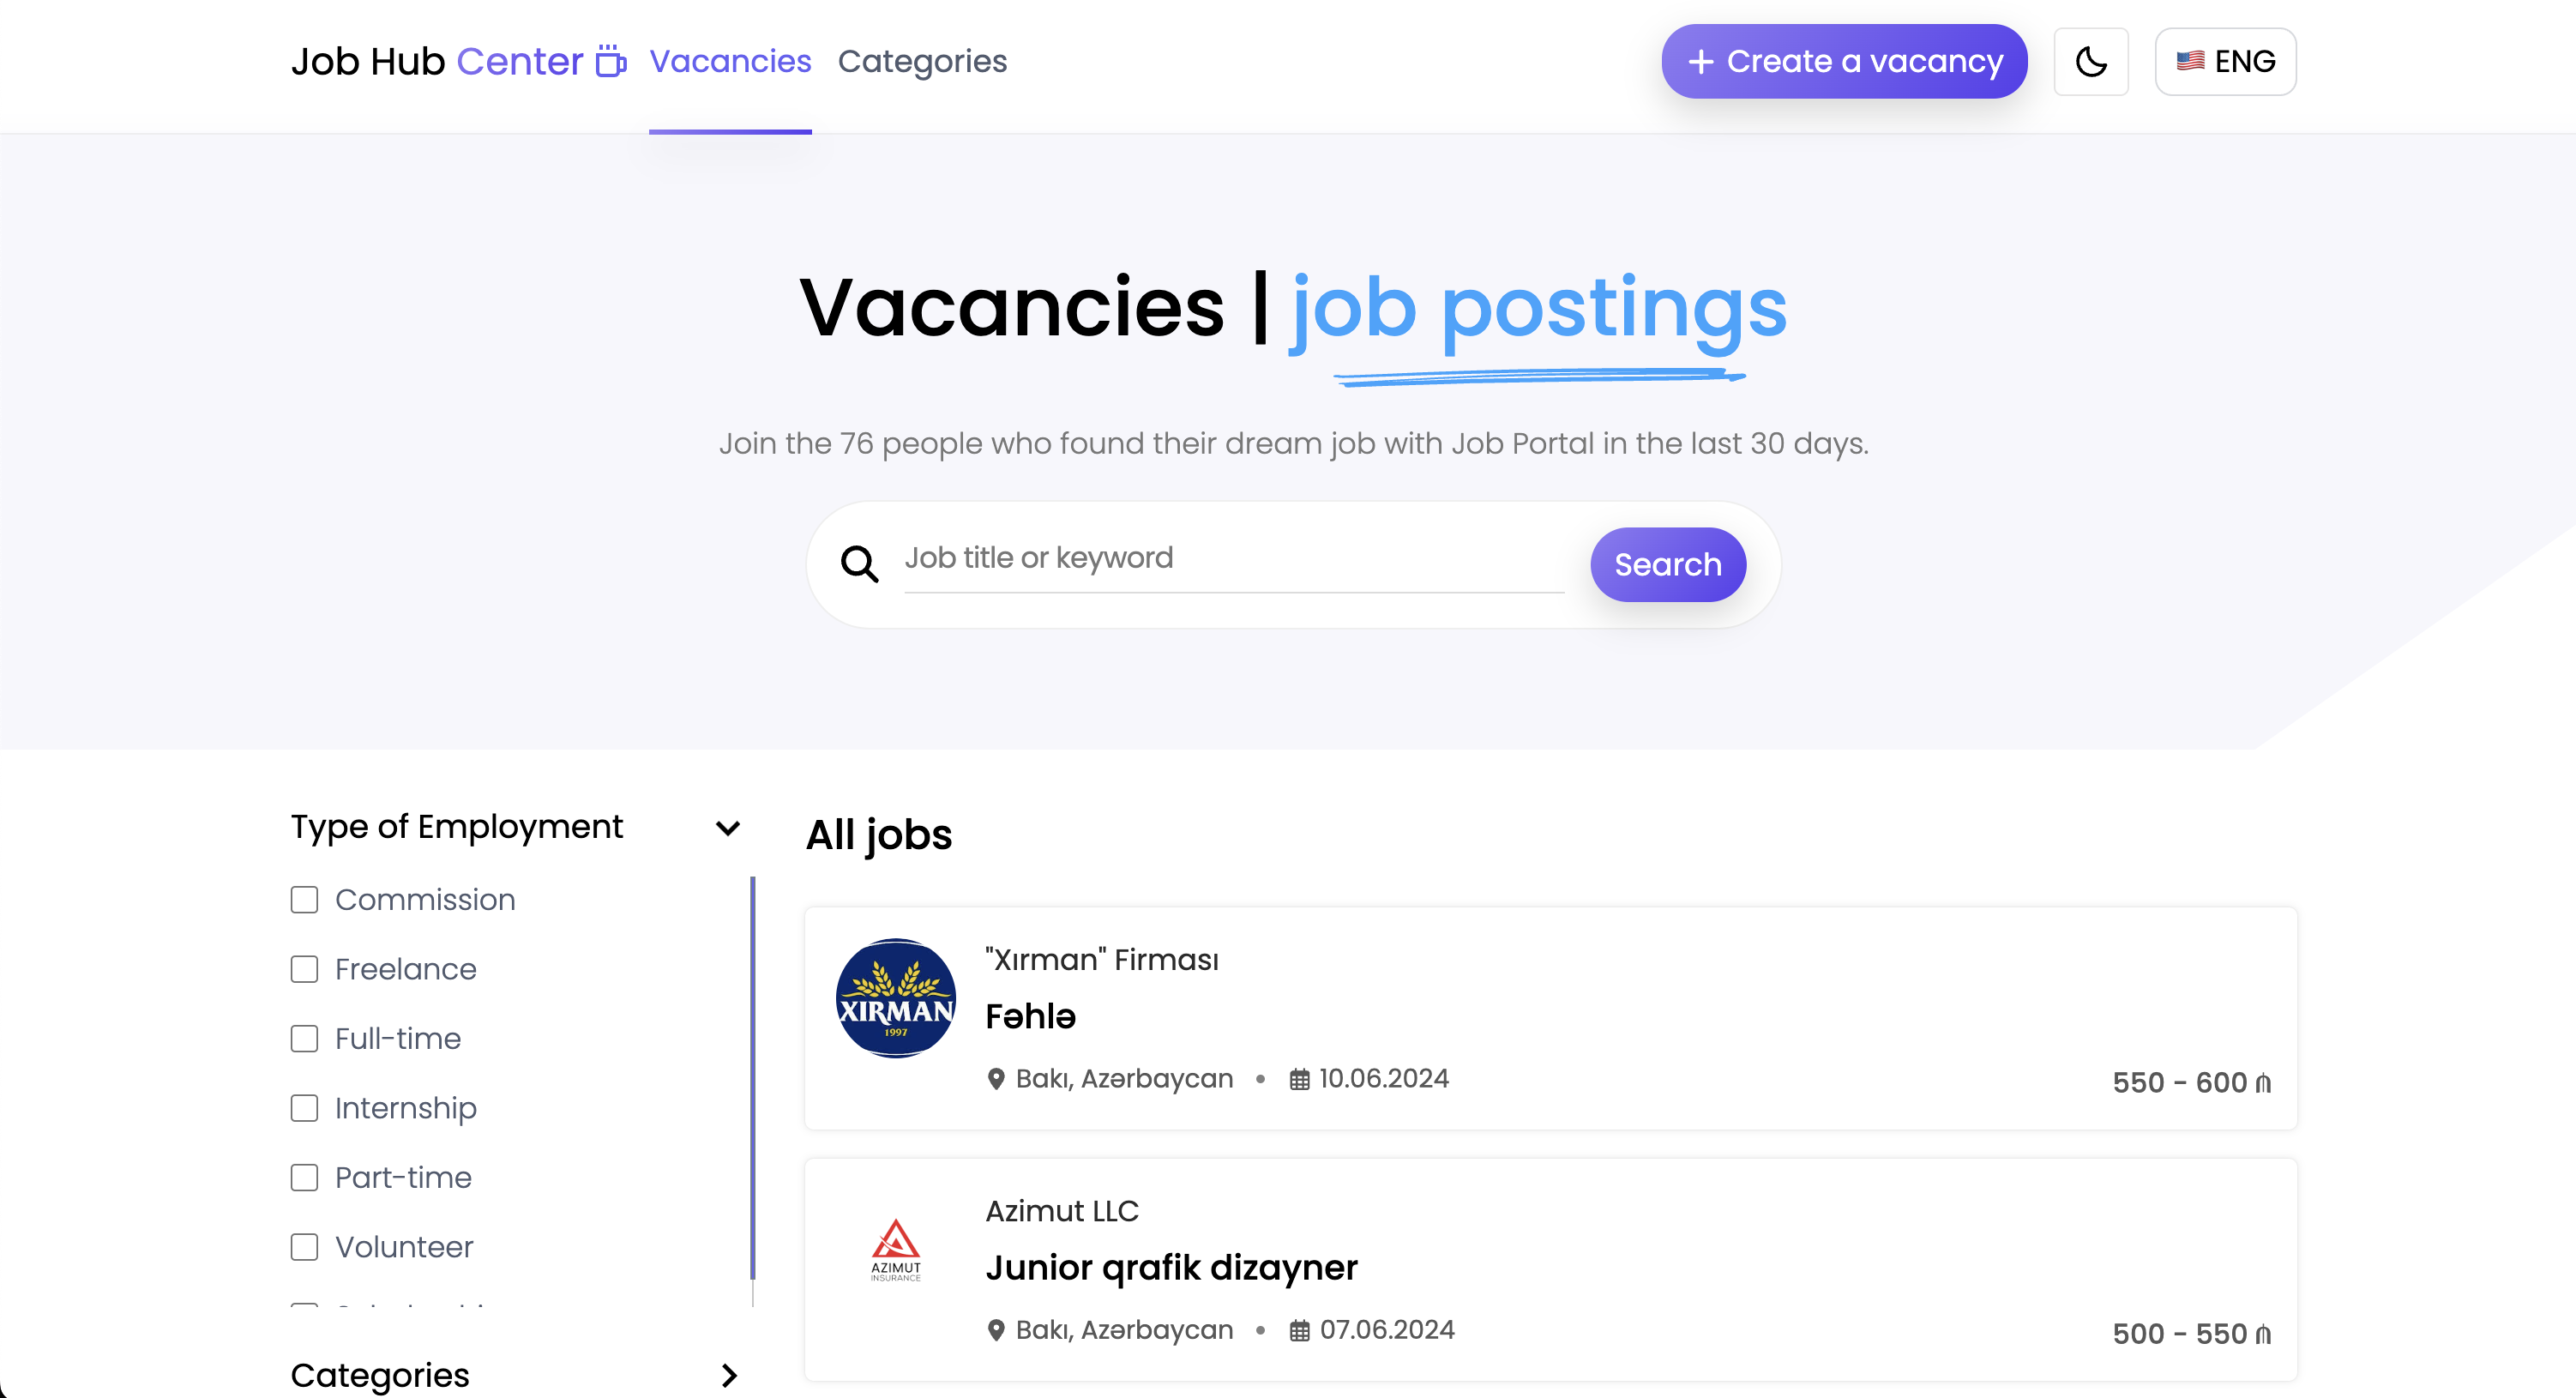 Job Hub Center Vacancies Categories
+ Create a vacancy ENG
Vacancies | job postings
Join the 76 people who found their dream job with Job Portal in the last 30 days.
Job title or keyword Search
Type of Employment
Commission
Freelance
Full-time
Internship
Part-time
Volunteer
Categories
All jobs
XIRMAN
1997
"Xırman" Firması
Fəhlə
Bakı, Azərbaycan • 10.06.2024
550 - 600 ₼
AZIMUT
INSURANCE
Azimut LLC
Junior qrafik dizayner
Bakı, Azərbaycan • 07.06.2024
500 - 550 ₼